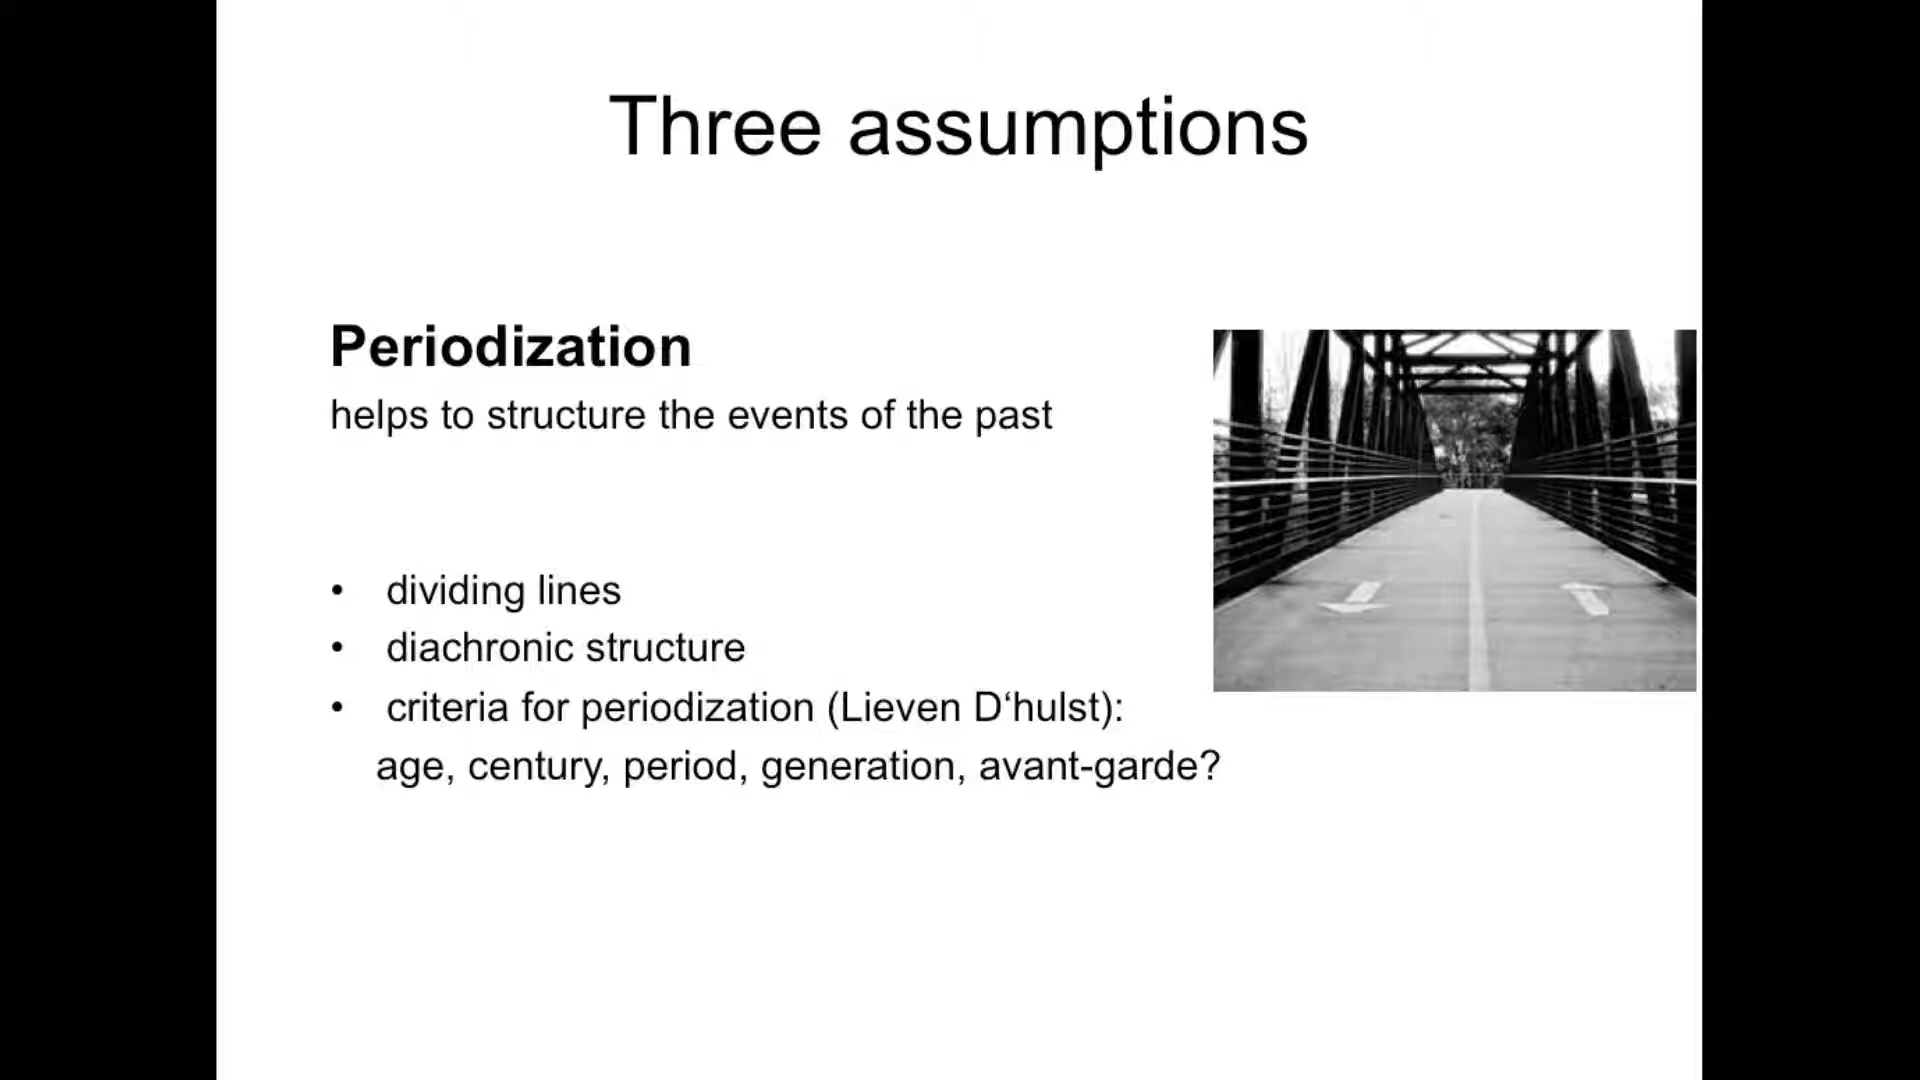 Three assumptions
Periodization
helps to structure the events of the past
• dividing lines
• diachronic structure
• criteria for periodization (Lieven D‘hulst):
age, century, period, generation, avant-garde?